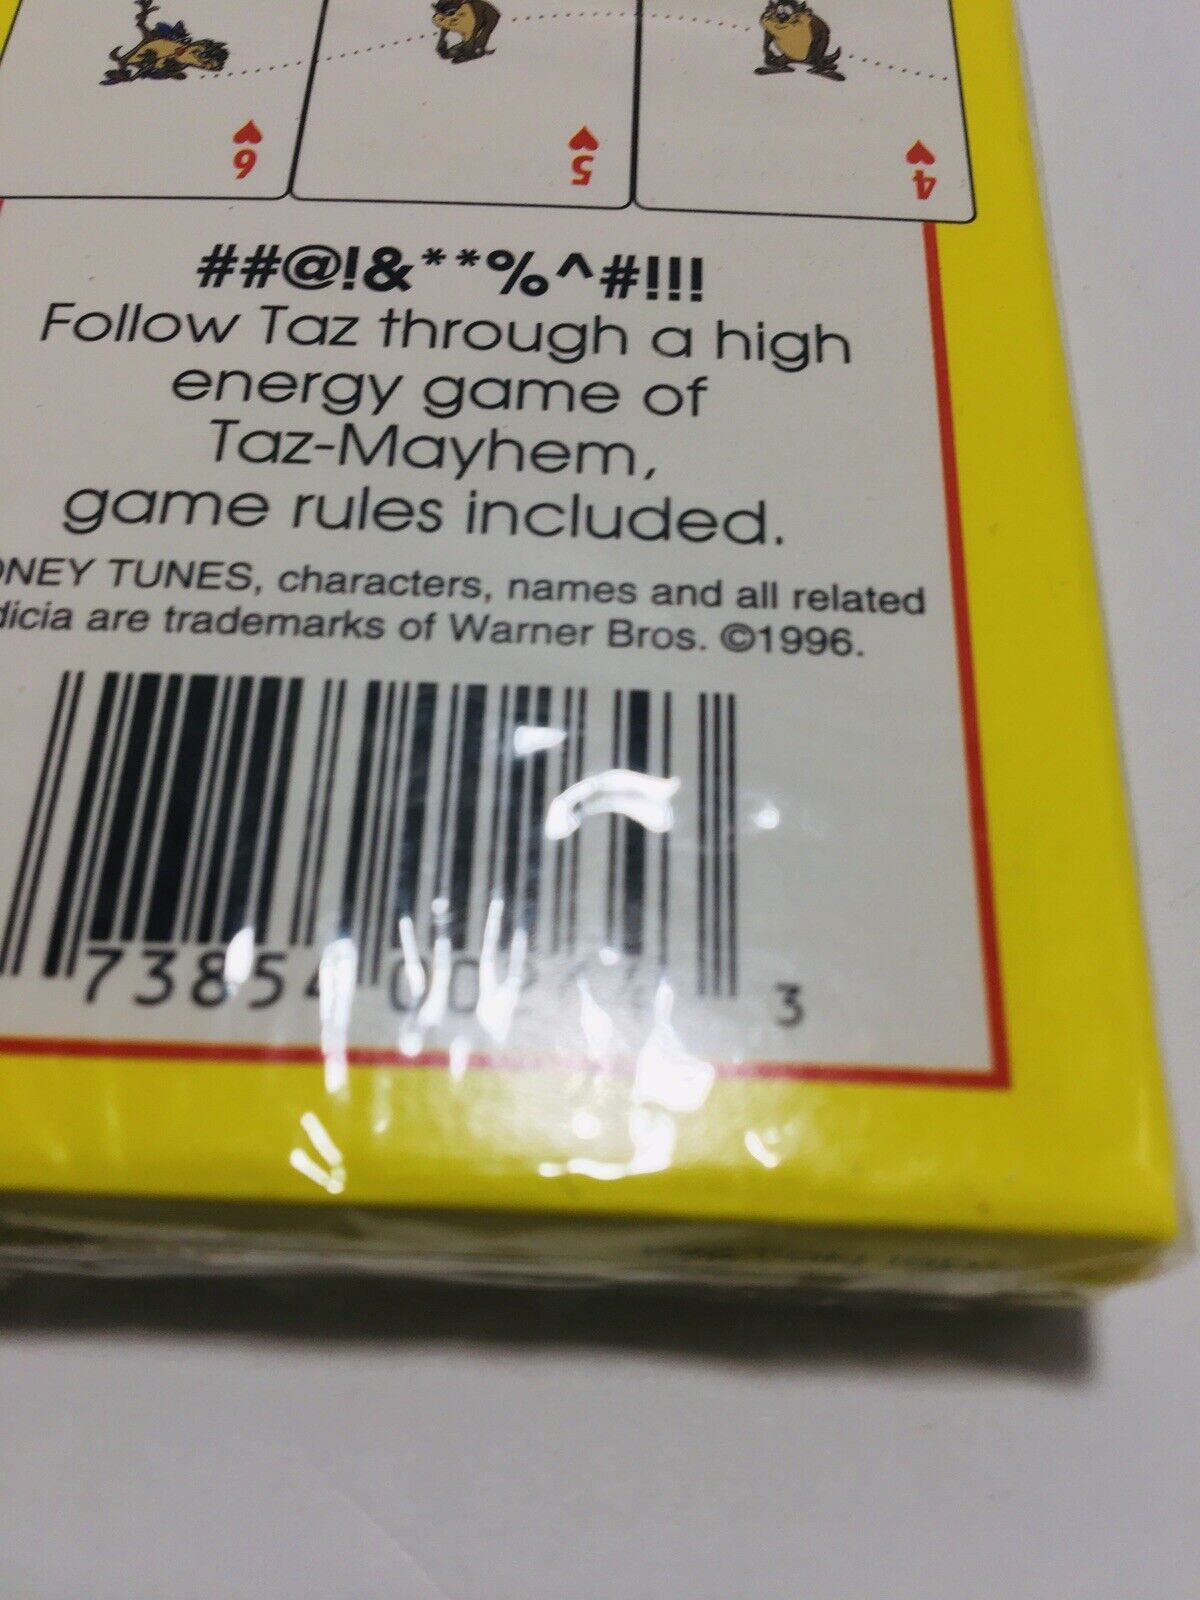 6
5
4
##@!&**%^#!!!
Follow Taz through a high
energy game of
Taz-Mayhem,
game rules included.
ONEY TUNES, characters, names and all related
dicia are trademarks of Warner Bros. ©1996.
73854 3